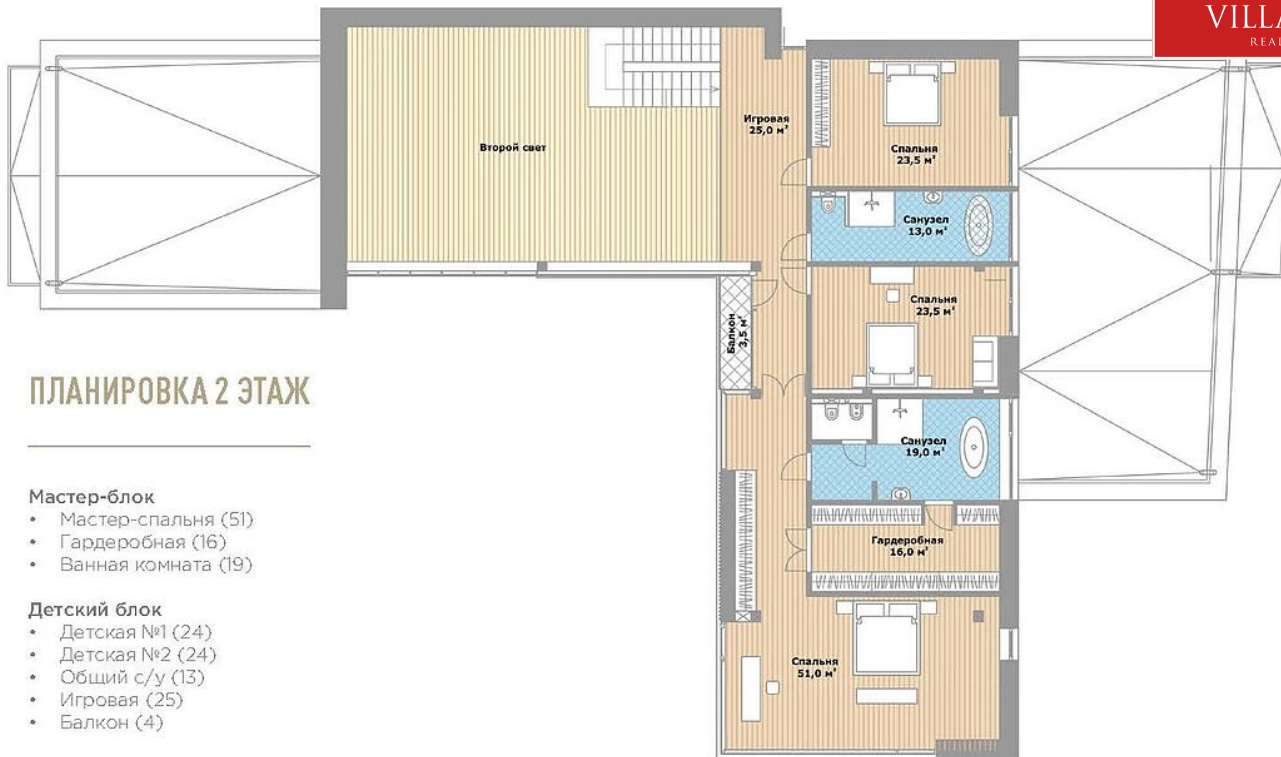 VILLA
REAL
Игровая
25,0 м²
Второй свет
Спальня
23,5 м²
Санузел
13,0 м²
Спальня
23,5 м²
Балкон
3,5 м²
ПЛАНИРОВКА 2 ЭТАЖ
Санузел
19,0 м²
Мастер-блок
• Мастер-спальня (51)
• Гардеробная (16)
• Ванная комната (19)
Гардеробная
16,0 м²
Детский блок
• Детская №1 (24)
• Детская №2 (24)
• Общий с/у (13)
• Игровая (25)
• Балкон (4)
Спальня
51,0 м²